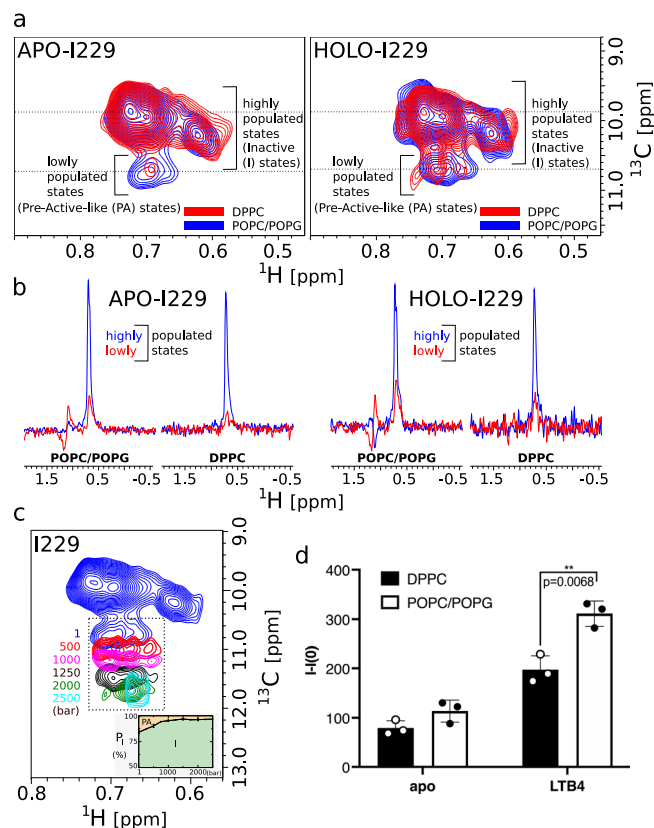 a
APO-I229
HOLO-I229
highly
populated
states
(Inactive
(I) states)
lowly
populated
states
(Pre-Active-like (PA) states)
DPPC
POPC/POPG
highly
populated
states
(Inactive
(I) states)
lowly
populated
states
(Pre-Active-like (PA) states)
DPPC
POPC/POPG
9.0
10.0
11.0
13C [ppm]
0.8 0.7 0.6 0.8 0.7 0.6 0.5
1H [ppm]
1H [ppm]
b
APO-I229
HOLO-I229
highly
lowly
populated
states
highly
lowly
populated
states
POPC/POPG DPPC POPC/POPG DPPC
1.5 0.5 -0.5 1.5 0.5 -0.5 1.5 0.5 -0.5 1.5 0.5 -0.5
1H [ppm]
1H [ppm]
c
I229
9.0
10.0
11.0
12.0
13.0
13C [ppm]
1
500
1000
1250
2000
2500
(bar)
PI
(%)
100
75
50
PA
I
1 1000 2000 (bar)
0.8 0.7 0.6
1H [ppm]
d
400
300
200
100
0
I-I(0)
DPPC
POPC/POPG
**
p=0.0068
apo LTB4